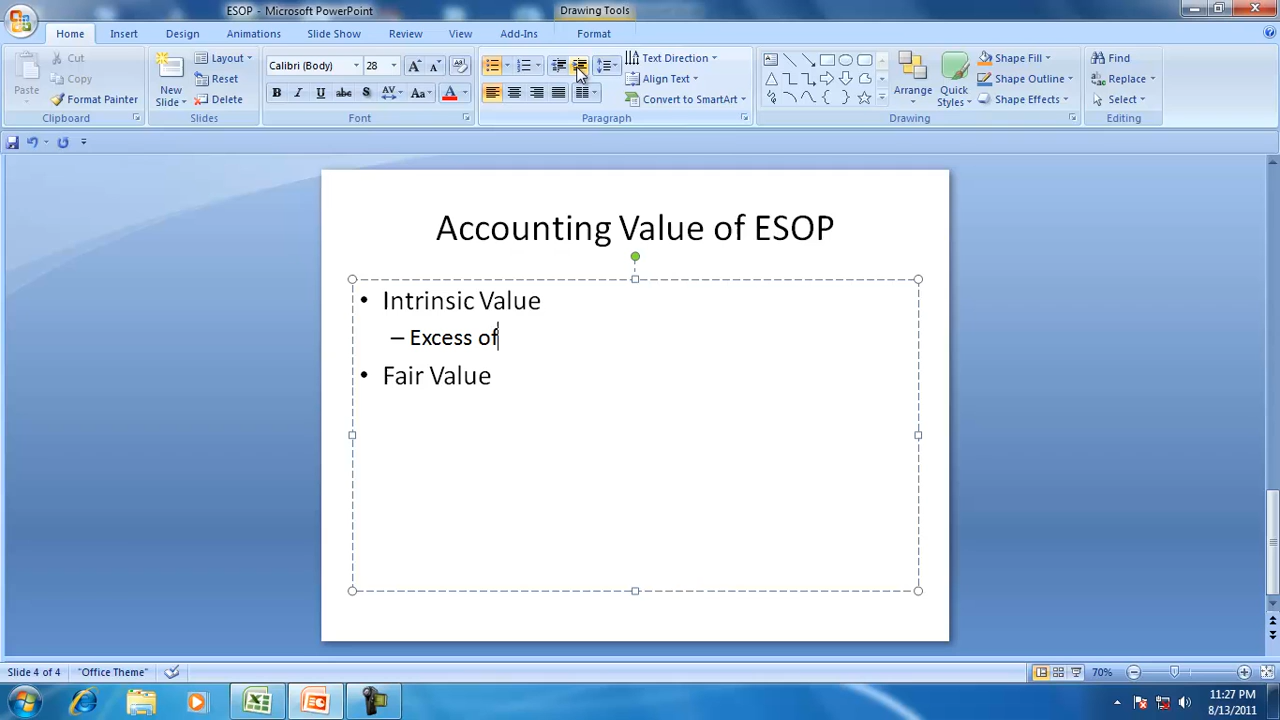 ESOP - Microsoft PowerPoint
Drawing Tools
Home Insert Design Animations Slide Show Review View Add-Ins Format
Paste
Cut
Copy
Format Painter
Clipboard
New Slide
Layout
Reset
Delete
Slides
Calibri (Body) 28
B I U abc S AV Aa A
Font
Text Direction
Align Text
Convert to SmartArt
Paragraph
Arrange
Quick Styles
Shape Fill
Shape Outline
Shape Effects
Drawing
Find
Replace
Select
Editing
Accounting Value of ESOP
• Intrinsic Value
– Excess of
• Fair Value
Slide 4 of 4 "Office Theme" 70%
11:27 PM
8/13/2011